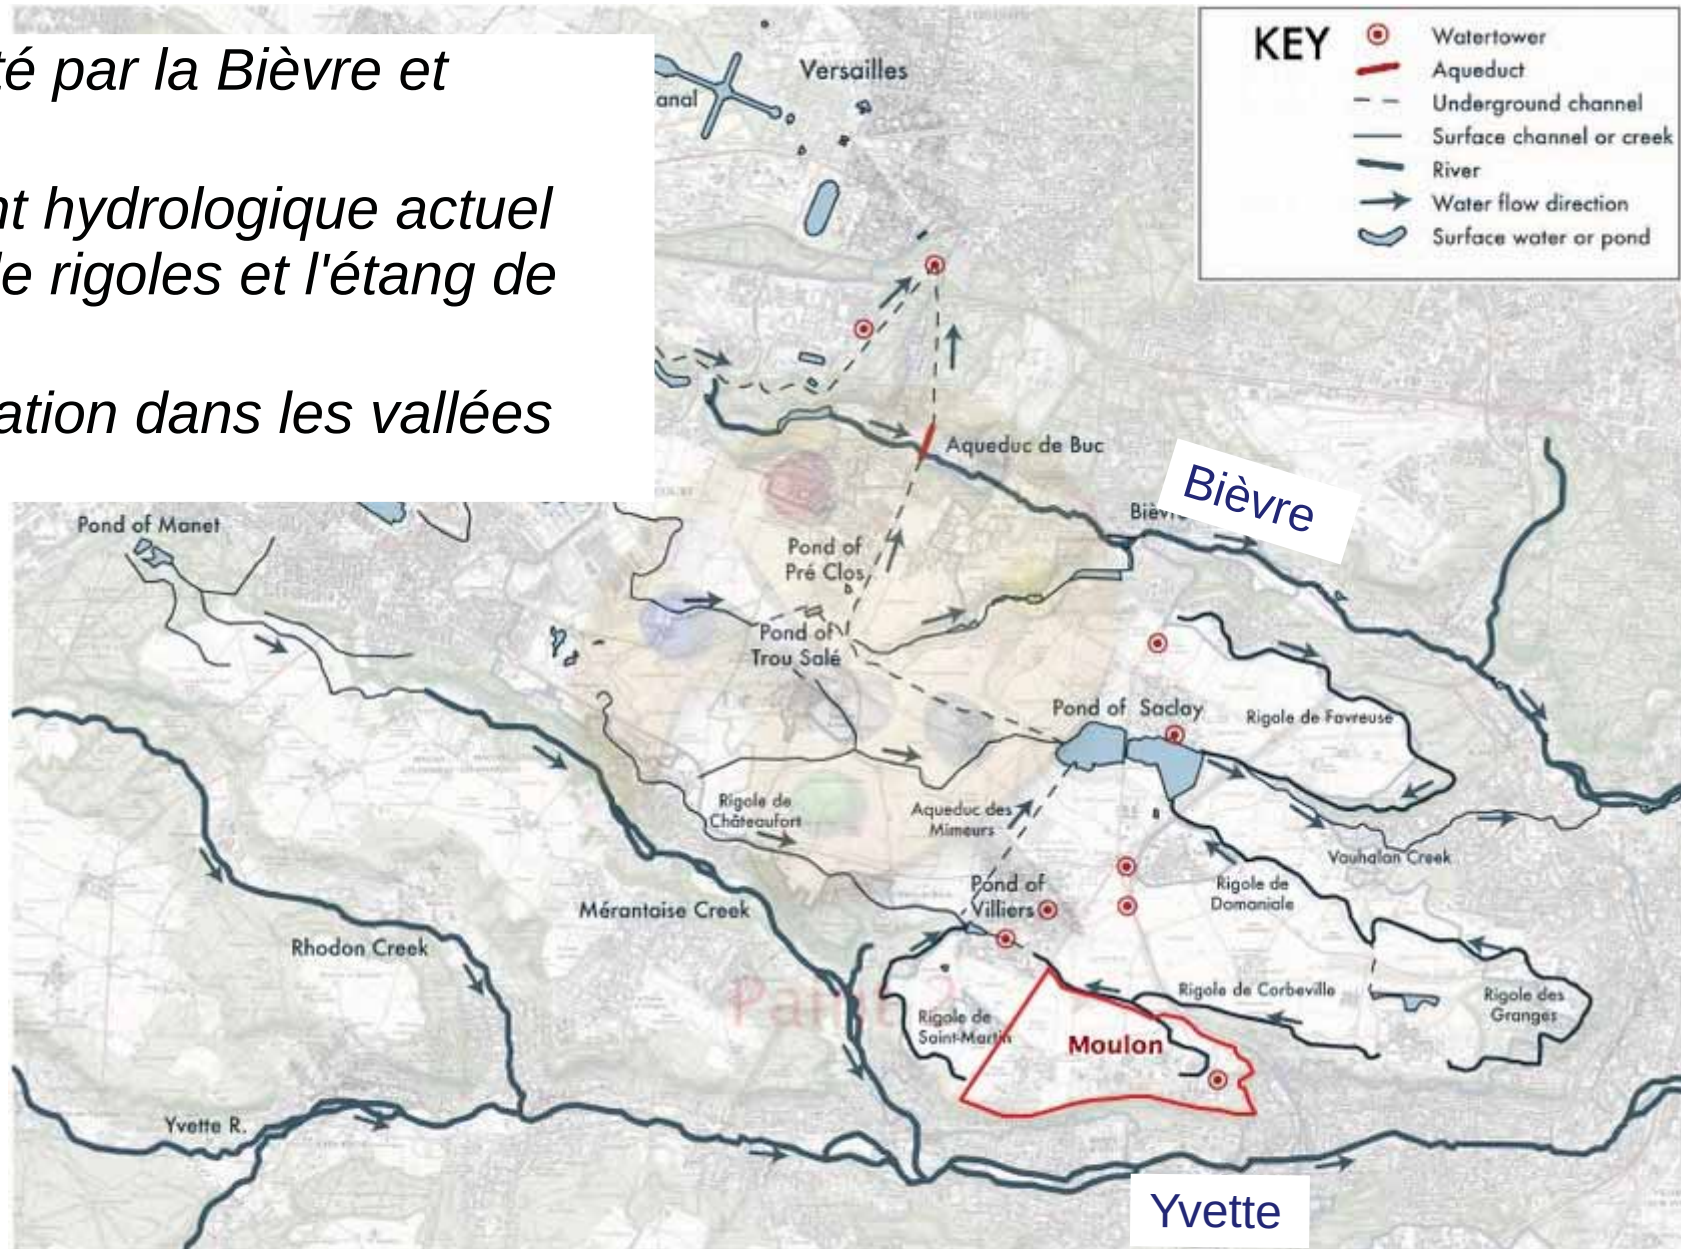 té par la Bièvre et
nt hydrologique actuel
le rigoles et l'étang de
ation dans les vallées
KEY
Watertower
Aqueduct
Underground channel
Surface channel or creek
River
Water flow direction
Surface water or pond
Versailles
anal
Aqueduc de Buc
Bièvre
Bièv
Pond of Manet
Pond of
Pré Clos
Pond of
Trou Salé
Pond of Saclay
Rigole de Favreuse
Rigole de
Châteaufort
Aqueduc des
Mimeurs
Vauhalan Creek
Rigole de
Domaniale
Pond of
Villiers
Mérantaise Creek
Rhodon Creek
Rigole de Corbeville
Rigole des
Granges
Rigole de
Saint-Martin
Moulon
Yvette R.
Yvette